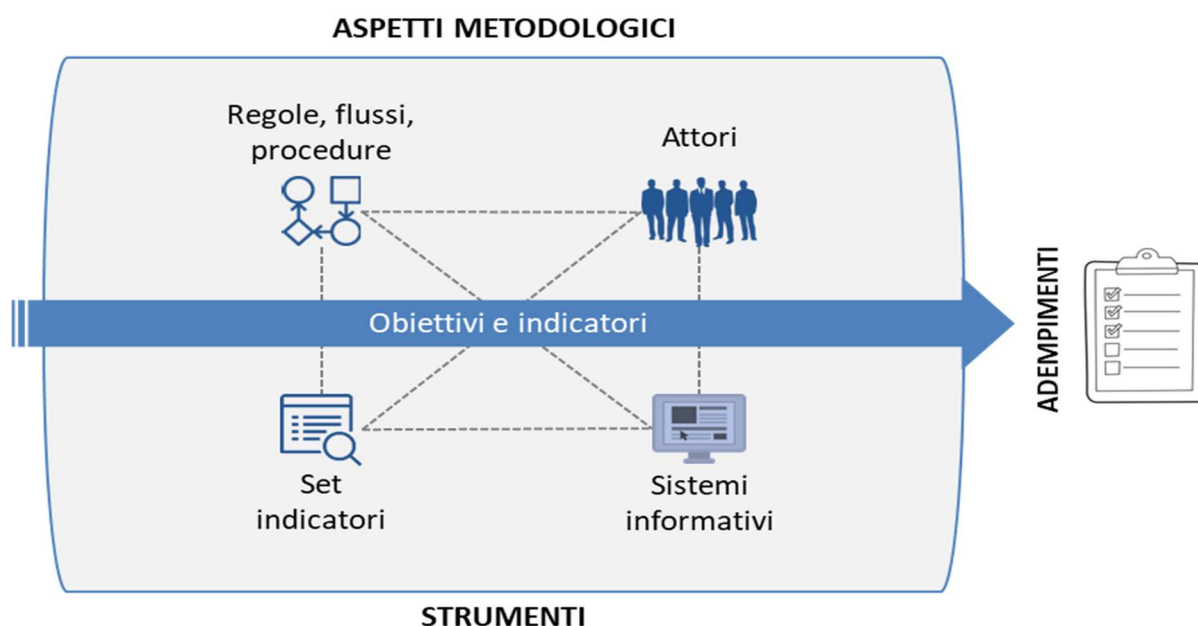 ASPETTI METODOLOGICI
Regole, flussi,
procedure
Attori
Obiettivi e indicatori
ADEMPIMENTI
Set
indicatori
Sistemi
informativi
STRUMENTI